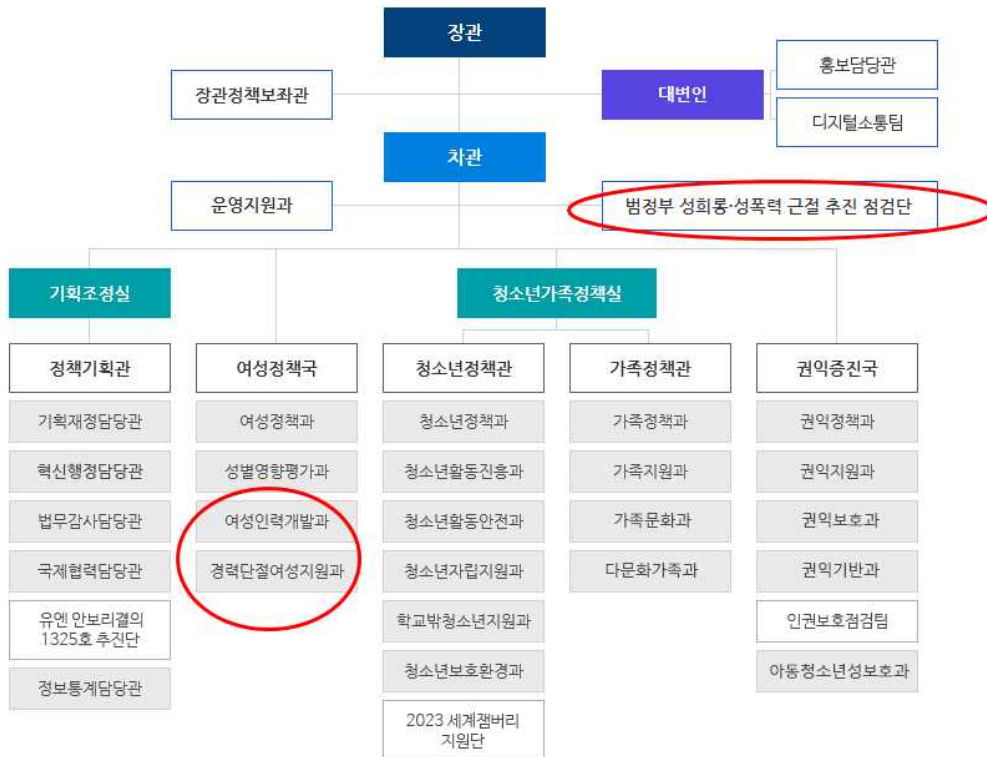 장관
장관정책보좌관
대변인
홍보담당관
디지털소통팀
차관
운영지원과
범정부 성희롱·성폭력 근절 추진 점검단
기획조정실
청소년가족정책실
정책기획관
여성정책국
청소년정책관
가족정책관
권익증진국
기획재정담당관
여성정책과
청소년정책과
가족정책과
권익정책과
혁신행정담당관
성별영향평가과
청소년활동진흥과
가족지원과
권익지원과
법무감사담당관
여성인력개발과
청소년활동안전과
가족문화과
권익보호과
국제협력담당관
경력단절여성지원과
청소년자립지원과
다문화가족과
권익기반과
유엔 안보리결의
1325호 추진단
학교밖청소년지원과
인권보호점검팀
정보통계담당관
청소년보호환경과
아동청소년성보호과
2023 세계잼버리
지원단